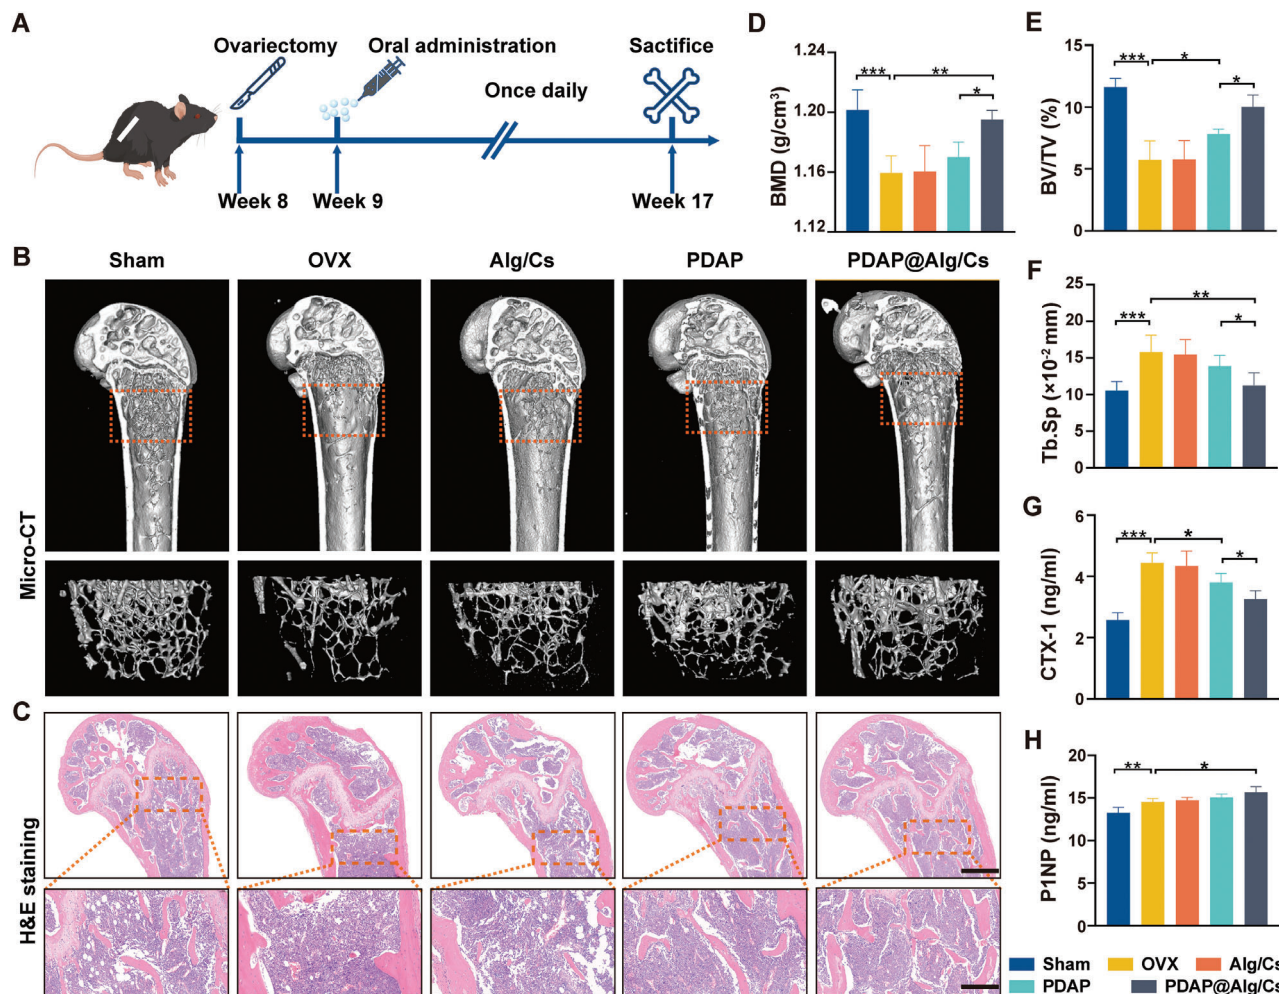 A
Ovariectomy
Oral administration
Sactifice
Once daily
Week 8
Week 9
Week 17
B
Sham
OVX
Alg/Cs
PDAP
PDAP@Alg/Cs
Micro-CT
C
H&E staining
D
BMD (g/cm³)
1.24
1.20
1.16
1.12
***
**
*
E
BV/TV (%)
15
10
5
0
***
*
*
F
Tb.Sp (×10⁻² mm)
25
20
15
10
5
0
***
**
*
G
CTX-1 (ng/ml)
6
4
2
0
***
*
*
H
P1NP (ng/ml)
20
15
10
5
0
**
*
Sham
OVX
Alg/Cs
PDAP
PDAP@Alg/Cs